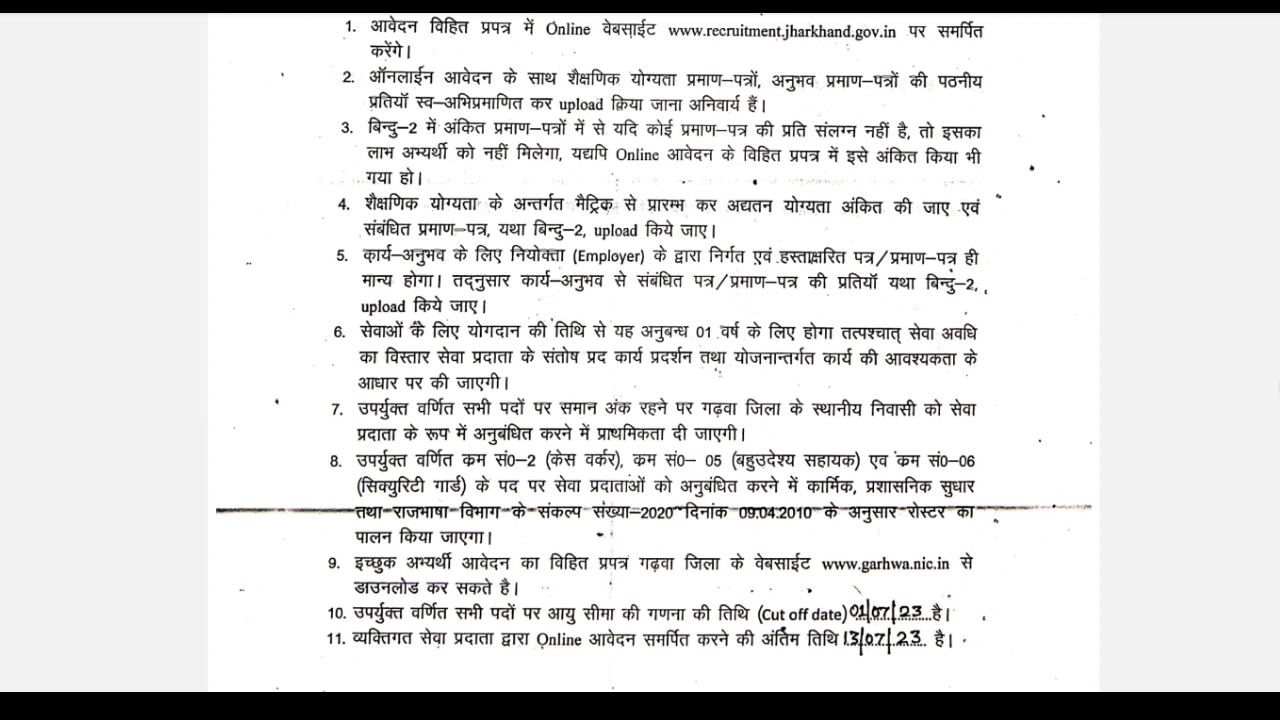 1. आवेदन विहित प्रपत्र में Online वेबसाईट www.recruitment.jharkhand.gov.in पर समर्पित
करेंगे।
2. ऑनलाईन आवेदन के साथ शैक्षणिक योग्यता प्रमाण–पत्रों, अनुभव प्रमाण–पत्रों की पठनीय
प्रतियॉ स्व–अभिप्रमाणित कर upload किया जाना अनिवार्य हैं।
3. बिन्दु–2 में अंकित प्रमाण–पत्रों में से यदि कोई प्रमाण–पत्र की प्रति संलग्न नहीं है, तो इसका
लाभ अभ्यर्थी को नहीं मिलेगा, यद्यपि Online आवेदन के विहित प्रपत्र में इसे अंकित किया भी
गया हो।
4. शैक्षणिक योग्यता के अन्तर्गत मैट्रिक से प्रारम्भ कर अद्यतन योग्यता अंकित की जाए एवं
संबंधित प्रमाण–पत्र, यथा बिन्दु–2, upload किये जाए।
5. कार्य–अनुभव के लिए नियोक्ता (Employer) के द्वारा निर्गत एवं हस्ताक्षरित पत्र/प्रमाण–पत्र ही
मान्य होगा। तद्नुसार कार्य–अनुभव से संबंधित पत्र/प्रमाण–पत्र की प्रतियॉ यथा बिन्दु–2,
upload किये जाए।
6. सेवाओं के लिए योगदान की तिथि से यह अनुबन्ध 01 वर्ष के लिए होगा तत्पश्चात् सेवा अवधि
का विस्तार सेवा प्रदाता के संतोष प्रद कार्य प्रदर्शन तथा योजनान्तर्गत कार्य की आवश्यकता के
आधार पर की जाएगी।
7. उपर्युक्त वर्णित सभी पदों पर समान अंक रहने पर गढ़वा जिला के स्थानीय निवासी को सेवा
प्रदाता के रूप में अनुबंधित करने में प्राथमिकता दी जाएगी।
8. उपर्युक्त वर्णित क्रम सं0–2 (केस वर्कर), क्रम सं0– 05 (बहुउदेश्य सहायक) एव क्रम सं0–06
(सिक्युरिटी गार्ड) के पद पर सेवा प्रदाताओं को अनुबंधित करने में कार्मिक, प्रशासनिक सुधार
तथा राजभाषा विभाग के संकल्प संख्या–2020 दिनांक 09.04.2010 के अनुसार रोस्टर का
पालन किया जाएगा।
9. इच्छुक अभ्यर्थी आवेदन का विहित प्रपत्र गढ़वा जिला के वेबसाईट www.garhwa.nic.in से
डाउनलोड कर सकते है।
10. उपर्युक्त वर्णित सभी पदों पर आयु सीमा की गणना की तिथि (Cut off date) 01/07/23 है।
11. व्यक्तिगत सेवा प्रदाता द्वारा Online आवेदन समर्पित करने की अंतिम तिथि 13/07/23 है।